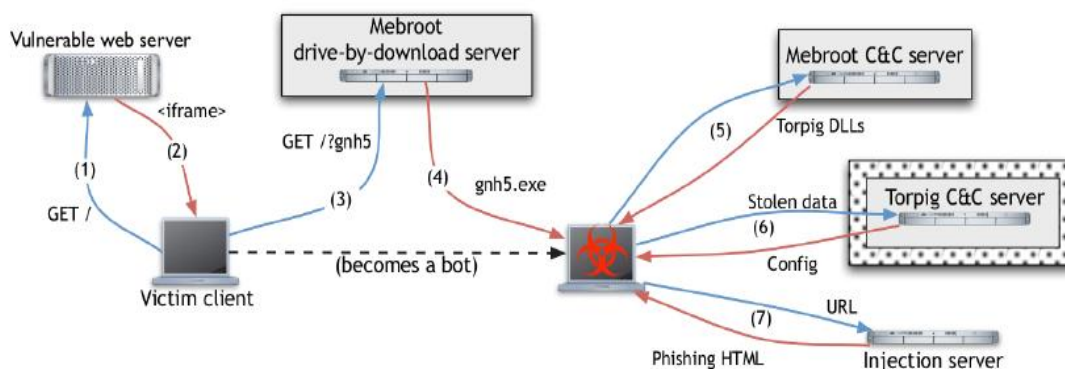 Vulnerable web server
Mebroot
drive-by-download server
Mebroot C&C server
<iframe>
(1)
(2)
GET /
GET /?gnh5
(3)
(4)
gnh5.exe
(5)
Torpig DLLs
Torpig C&C server
Stolen data
(6)
Config
(becomes a bot)
Victim client
(7)
URL
Phishing HTML
Injection server